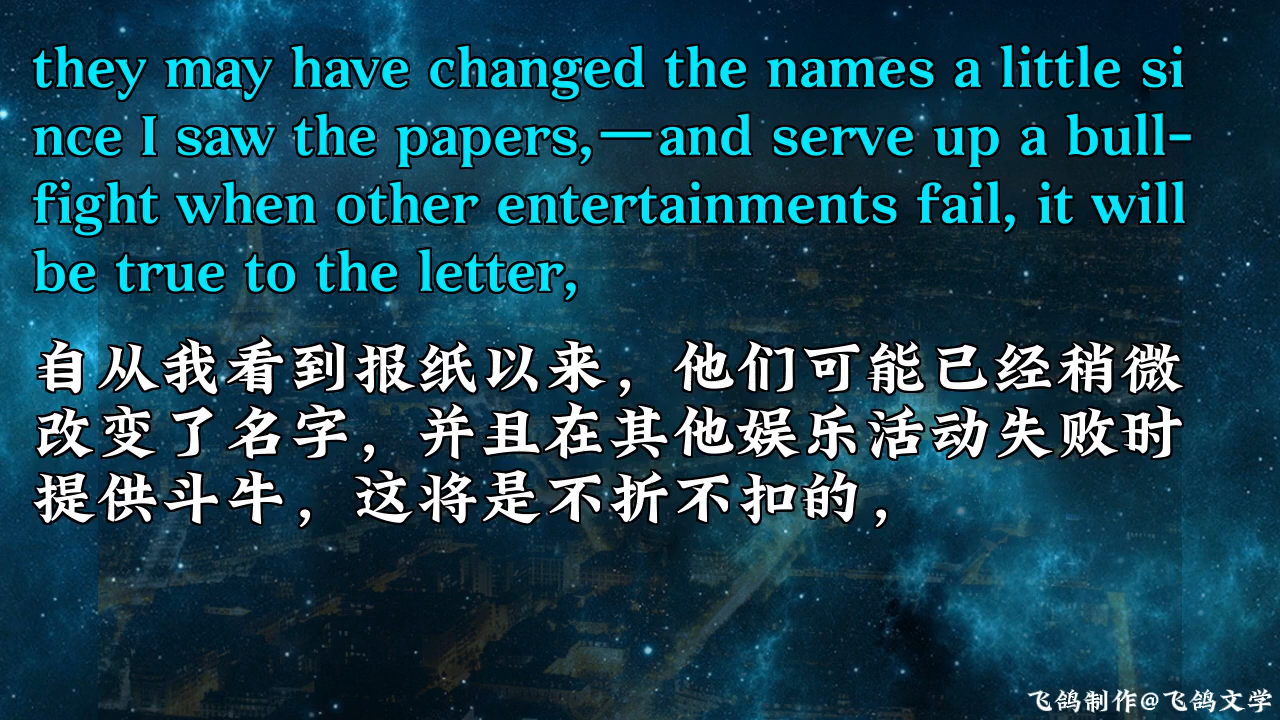 they may have changed the names a little si
nce I saw the papers,—and serve up a bull-
fight when other entertainments fail, it will
be true to the letter,
自从我看到报纸以来，他们可能已经稍微
改变了名字，并且在其他娱乐活动失败时
提供斗牛，这将是不折不扣的，
飞鸽制作@飞鸽文学